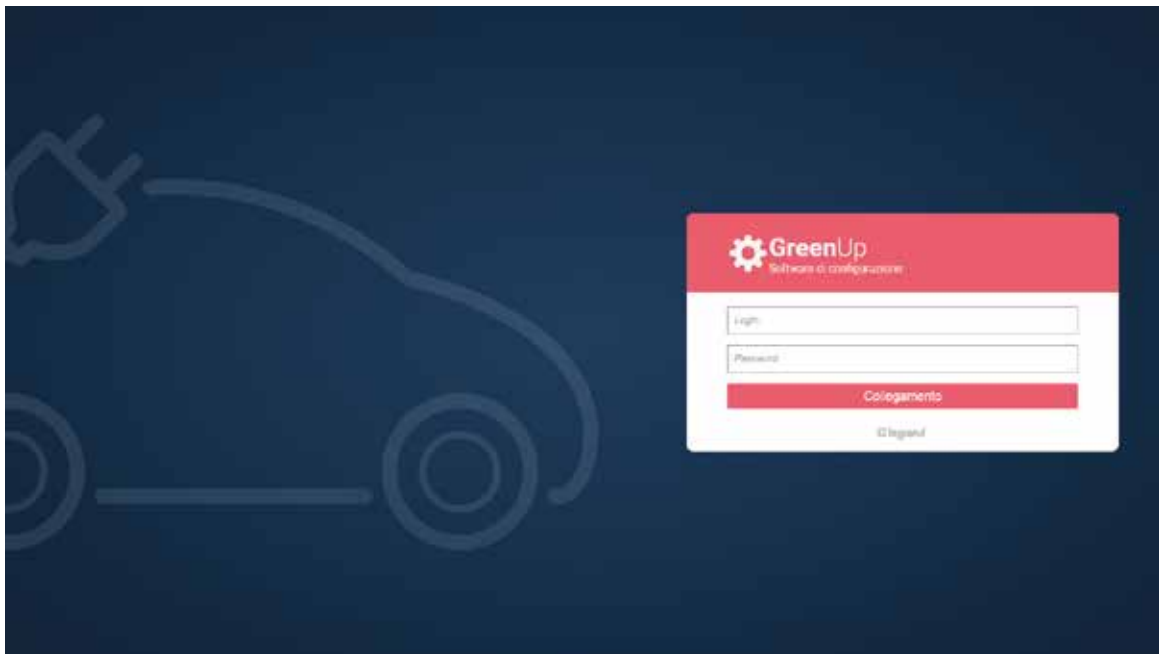 GreenUp
Software di configurazione
Login
Password
Collegamento
© legrand